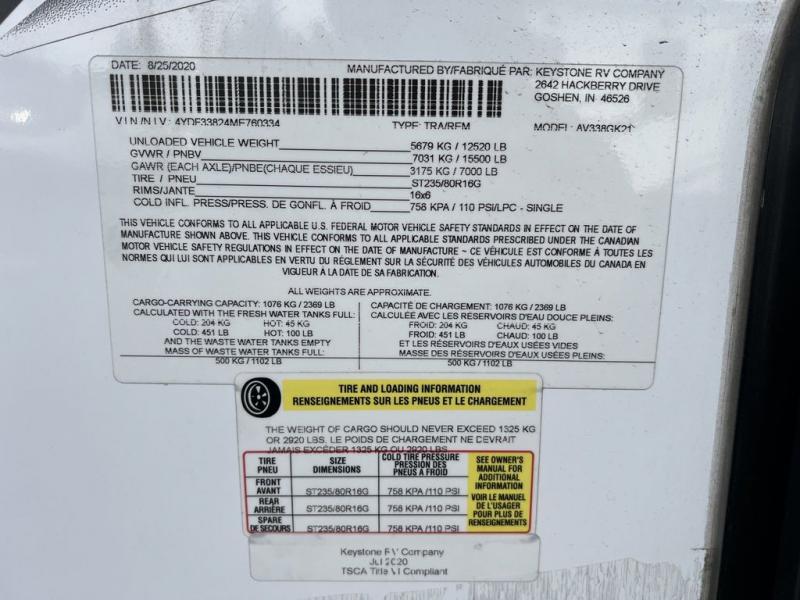 DATE: 8/25/2020
MANUFACTURED BY/FABRIQUÉ PAR: KEYSTONE RV COMPANY
2642 HACKBERRY DRIVE
GOSHEN, IN 46526
VIN/NIV: 4YDF33824MF760334 TYPE: TRA/REM MODEL: AV338GK21
UNLOADED VEHICLE WEIGHT 5679 KG / 12520 LB
GVWR / PNBV 7031 KG / 15500 LB
GAWR (EACH AXLE)/PNBE(CHAQUE ESSIEU) 3175 KG / 7000 LB
TIRE / PNEU ST235/80R16G
RIMS/JANTE 16x6
COLD INFL. PRESS/PRESS. DE GONFL. À FROID 758 KPA / 110 PSI/LPC - SINGLE
THIS VEHICLE CONFORMS TO ALL APPLICABLE U.S. FEDERAL MOTOR VEHICLE SAFETY STANDARDS IN EFFECT ON THE DATE OF
MANUFACTURE SHOWN ABOVE. THIS VEHICLE CONFORMS TO ALL APPLICABLE STANDARDS PRESCRIBED UNDER THE CANADIAN
MOTOR VEHICLE SAFETY REGULATIONS IN EFFECT ON THE DATE OF MANUFACTURE ~ CE VÉHICULE EST CONFORME À TOUTES LES
NORMES QUI LUI SONT APPLICABLES EN VERTU DU RÉGLEMENT SUR LA SÉCURITÉ DES VÉHICULES AUTOMOBILES DU CANADA EN
VIGUEUR À LA DATE DE SA FABRICATION.
ALL WEIGHTS ARE APPROXIMATE.
CARGO-CARRYING CAPACITY: 1076 KG / 2369 LB
CALCULATED WITH THE FRESH WATER TANKS FULL:
COLD: 204 KG HOT: 45 KG
COLD: 451 LB HOT: 100 LB
AND THE WASTE WATER TANKS EMPTY
MASS OF WASTE WATER TANKS FULL:
500 KG / 1102 LB
CAPACITÉ DE CHARGEMENT: 1076 KG / 2369 LB
CALCULÉE AVEC LES RÉSERVOIRS D'EAU DOUCE PLEINS:
FROID: 204 KG CHAUD: 45 KG
FROID: 451 LB CHAUD: 100 LB
ET LES RÉSERVOIRS D'EAUX USÉES VIDES
MASSE DES RÉSERVOIRS D'EAUX USÉES PLEINS:
500 KG / 1102 LB
TIRE AND LOADING INFORMATION
RENSEIGNEMENTS SUR LES PNEUS ET LE CHARGEMENT
THE WEIGHT OF CARGO SHOULD NEVER EXCEED 1325 KG
OR 2920 LBS. LE POIDS DE CHARGEMENT NE DEVRAIT
JAMAIS EXCÉDER 1325 KG OU 2920 LBS.
TIRE SIZE COLD TIRE PRESSURE
PNEU DIMENSIONS PRESSION DES
PNEUS A FROID
FRONT
AVANT ST235/80R16G 758 KPA /110 PSI
REAR
ARRIÈRE ST235/80R16G 758 KPA /110 PSI
SPARE
DE SECOURS ST235/80R16G 758 KPA /110 PSI
SEE OWNER'S
MANUAL FOR
ADDITIONAL
INFORMATION
VOIR LE MANUEL
DE L'USAGER
POUR PLUS DE
RENSEIGNEMENTS
Keystone RV Company
Jul 2020
TSCA Title VI Compliant